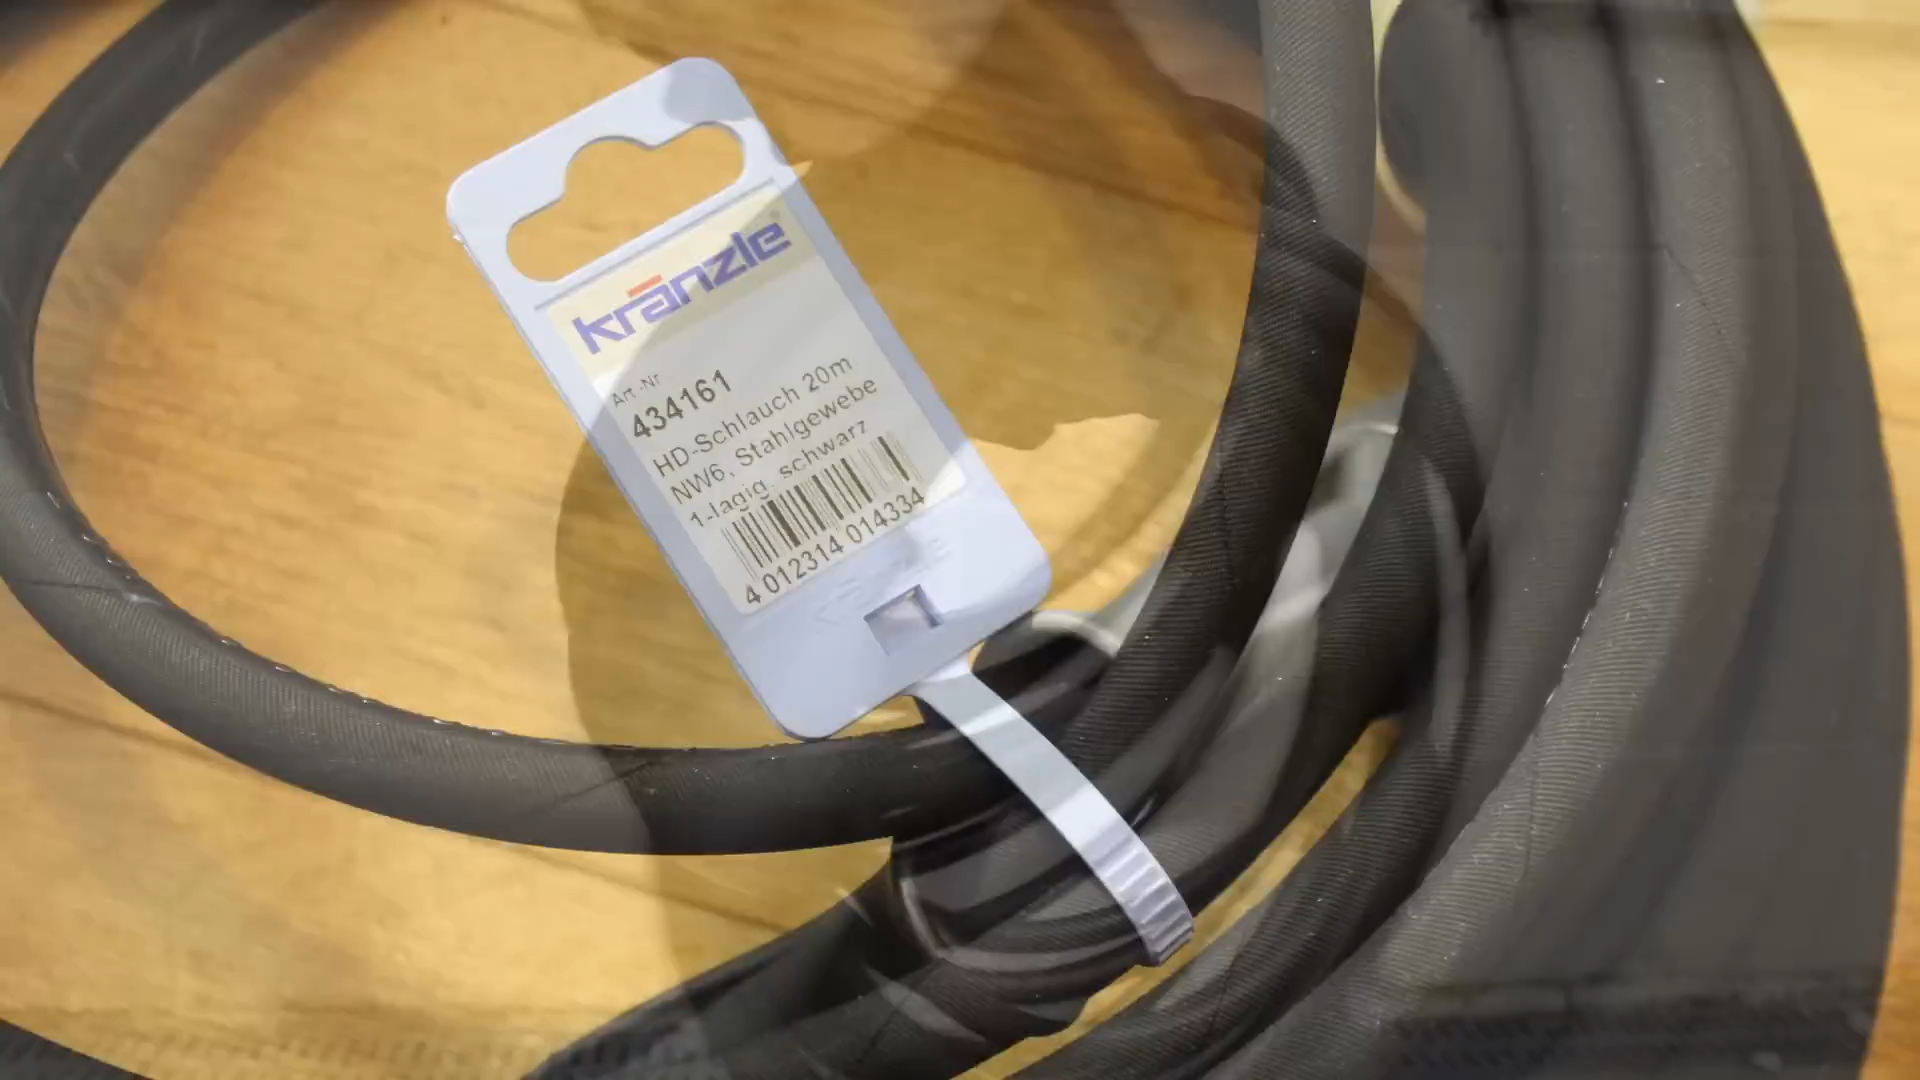 kränzle
Art.-Nr
434161
HD-Schlauch 20m
NW6, Stahlgewebe
1-lagig, schwarz
4 012314 014334